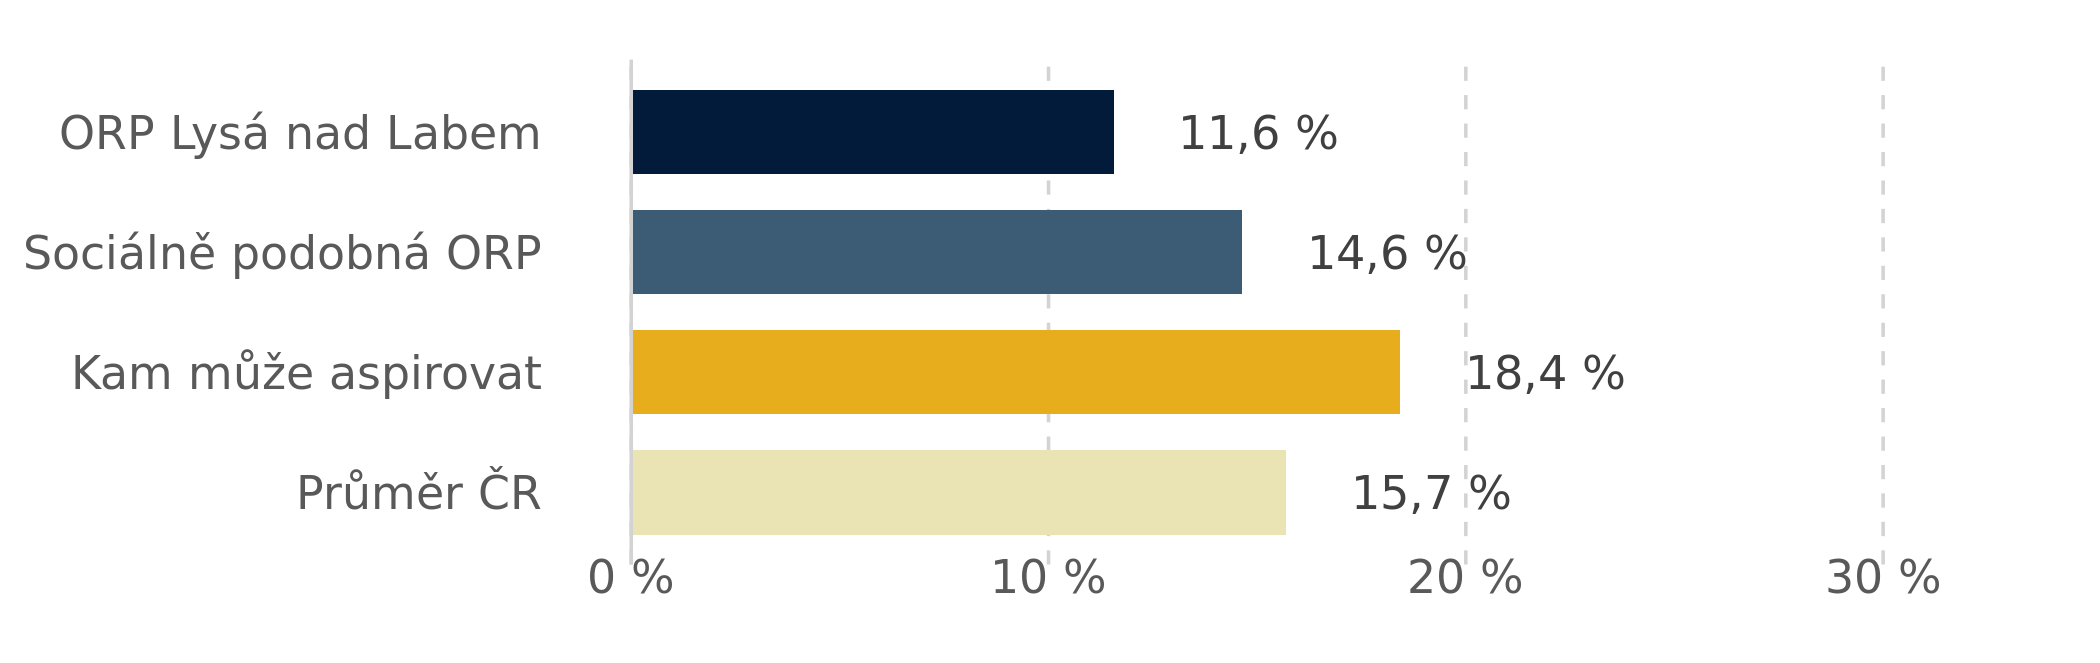 ORP Lysá nad Labem 11,6 %
Sociálně podobná ORP 14,6 %
Kam může aspirovat 18,4 %
Průměr ČR 15,7 %
0 % 10 % 20 % 30 %